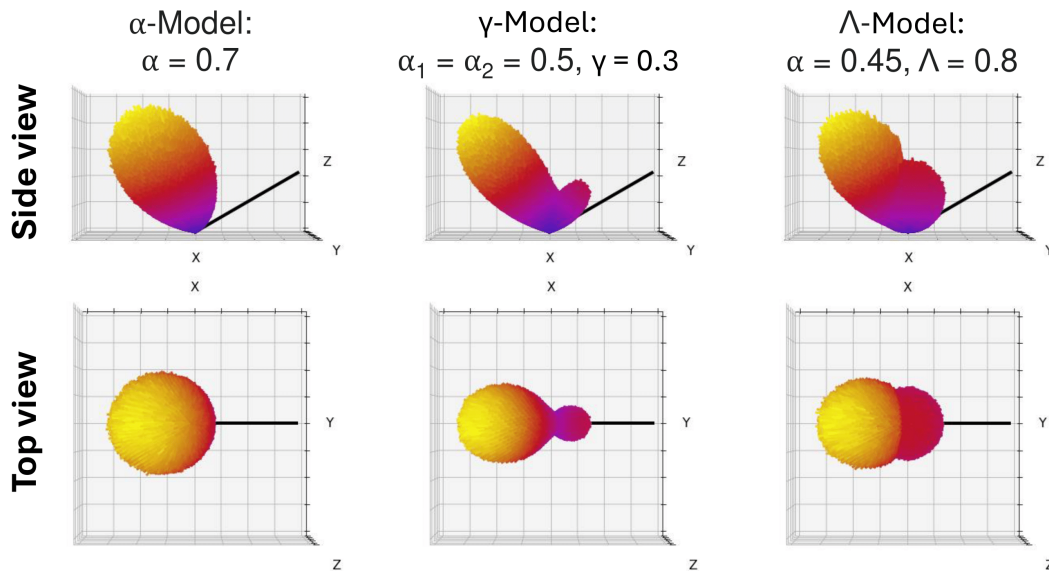 α-Model:
α = 0.7
γ-Model:
α₁ = α₂ = 0.5, γ = 0.3
Λ-Model:
α = 0.45, Λ = 0.8
Side view
Z
Y
X
Z
Y
X
Z
Y
X
Top view
X
Y
Z
X
Y
Z
X
Y
Z